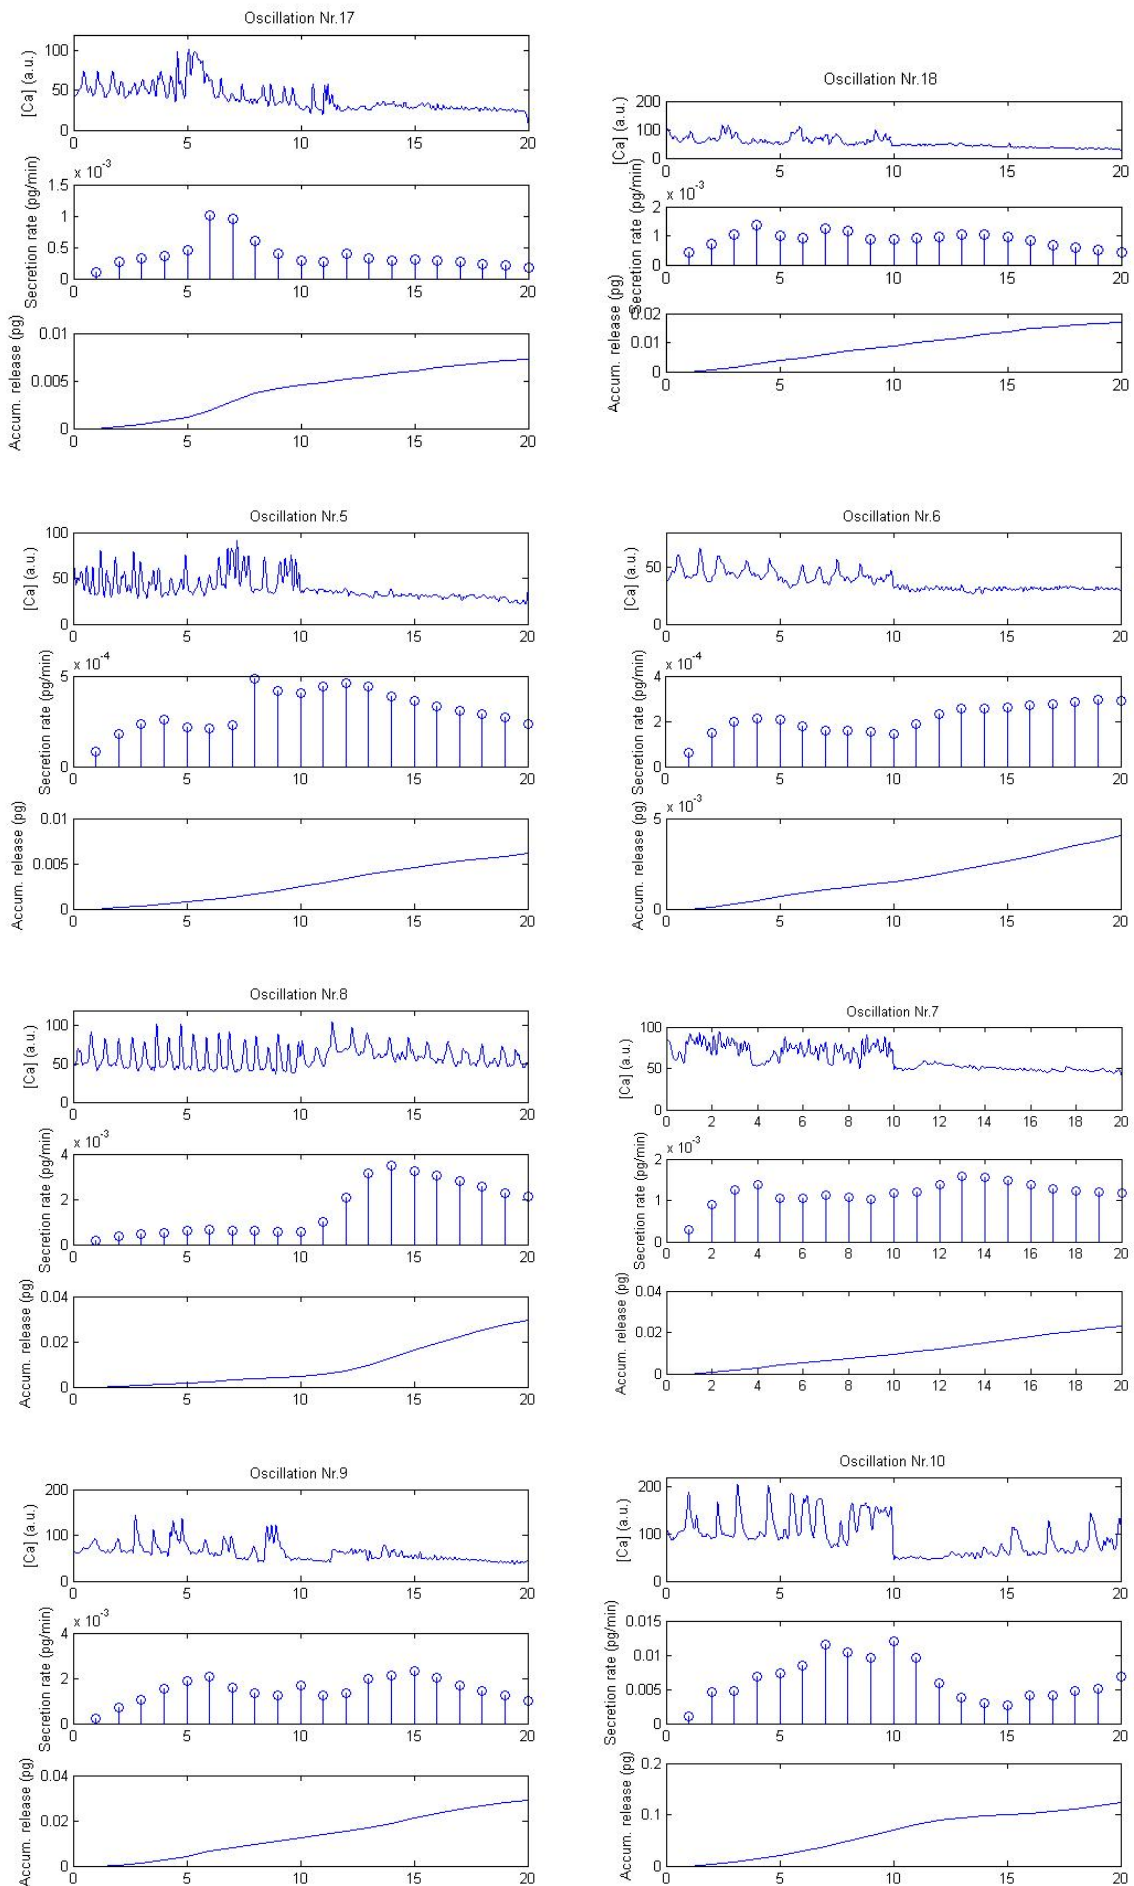 Oscillation Nr.17
[Ca] (a.u.)
100
50
0
0 5 10 15 20
x 10-3
Secretion rate (pg/min)
1.5
1
0.5
0
0 5 10 15 20
Accum. release (pg)
0.01
0.005
0
0 5 10 15 20
Oscillation Nr.18
[Ca] (a.u.)
200
100
0
0 5 10 15 20
x 10-3
Secretion rate (pg/min)
2
1
0
0 5 10 15 20
Accum. release (pg)
0.02
0.01
0
0 5 10 15 20
Oscillation Nr.5
[Ca] (a.u.)
100
50
0
0 5 10 15 20
x 10-4
Secretion rate (pg/min)
5
0
0 5 10 15 20
Accum. release (pg)
0.01
0.005
0
0 5 10 15 20
Oscillation Nr.6
[Ca] (a.u.)
50
0
0 5 10 15 20
x 10-4
Secretion rate (pg/min)
4
2
0
0 5 10 15 20
x 10-3
Accum. release (pg)
5
0
0 5 10 15 20
Oscillation Nr.8
[Ca] (a.u.)
100
50
0
0 5 10 15 20
x 10-3
Secretion rate (pg/min)
4
2
0
0 5 10 15 20
Accum. release (pg)
0.04
0.02
0
0 5 10 15 20
Oscillation Nr.7
[Ca] (a.u.)
100
50
0
0 2 4 6 8 10 12 14 16 18 20
x 10-3
Secretion rate (pg/min)
2
1
0
0 2 4 6 8 10 12 14 16 18 20
Accum. release (pg)
0.04
0.02
0
0 2 4 6 8 10 12 14 16 18 20
Oscillation Nr.9
[Ca] (a.u.)
200
100
0
0 5 10 15 20
x 10-3
Secretion rate (pg/min)
4
2
0
0 5 10 15 20
Accum. release (pg)
0.04
0.02
0
0 5 10 15 20
Oscillation Nr.10
[Ca] (a.u.)
200
100
0
0 5 10 15 20
Secretion rate (pg/min)
0.015
0.01
0.005
0
0 5 10 15 20
Accum. release (pg)
0.2
0.1
0
0 5 10 15 20